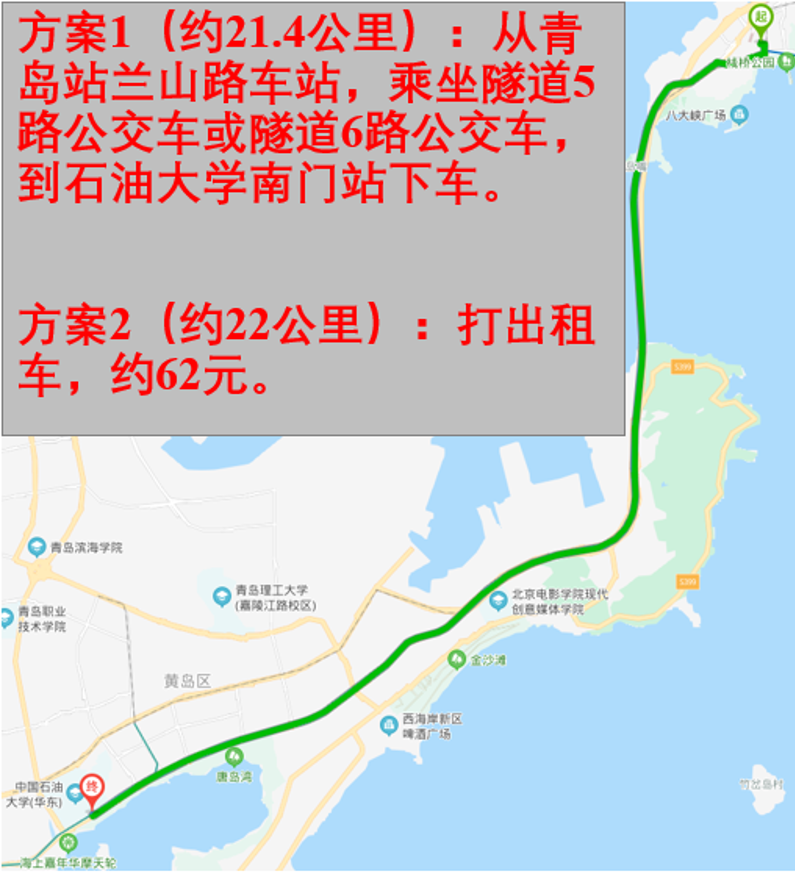 方案1（约21.4公里）：从青
岛站兰山路车站，乘坐隧道5
路公交车或隧道6路公交车，
到石油大学南门站下车。
方案2（约22公里）：打出租
车，约62元。
起
栈桥公园
八大峡广场
S399
青岛滨海学院
青岛理工大学
(嘉陵江路校区)
S399
北京电影学院现代
创意媒体学院
青岛职业
技术学院
金沙滩
黄岛区
西海岸新区
啤酒广场
唐岛湾
竹岔岛村
终
中国石油
大学(华东)
海上嘉年华摩天轮